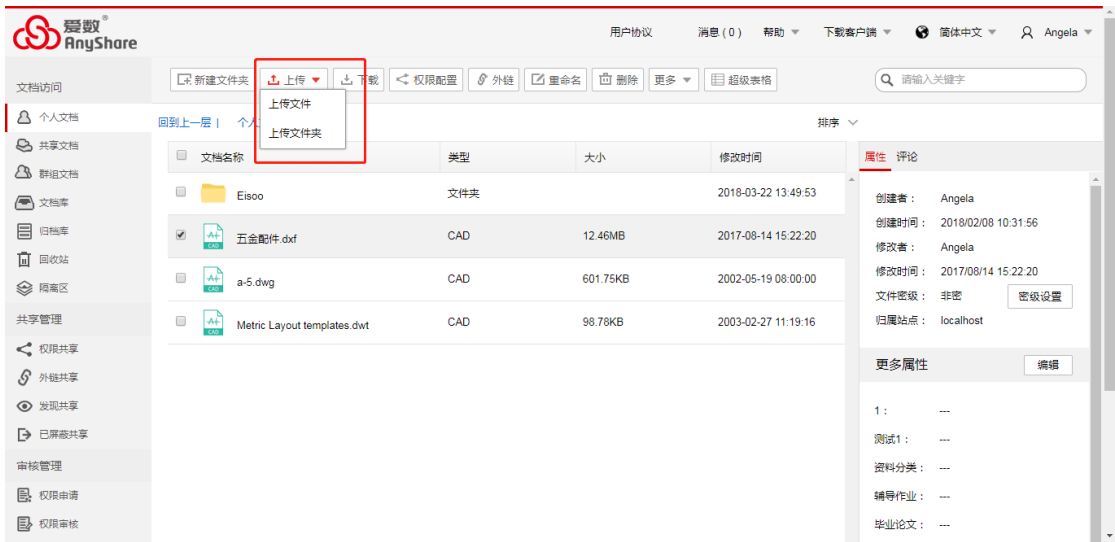 爱数®
AnyShare
用户协议 消息(0) 帮助 下载客户端 简体中文 Angela
文档访问
个人文档
共享文档
群组文档
文档库
归档库
回收站
隔离区
共享管理
权限共享
外链共享
发现共享
已屏蔽共享
审核管理
权限申请
权限审核
新建文件夹 上传 下载 权限配置 外链 重命名 删除 更多 超级表格
请输入关键字
上传文件
上传文件夹
回到上一层 | 个人
排序
文档名称 类型 大小 修改时间
Eisoo 文件夹 2018-03-22 13:49:53
五金配件.dxf CAD 12.46MB 2017-08-14 15:22:20
a-5.dwg CAD 601.75KB 2002-05-19 08:00:00
Metric Layout templates.dwt CAD 98.78KB 2003-02-27 11:19:16
属性 评论
创建者: Angela
创建时间: 2018/02/08 10:31:56
修改者: Angela
修改时间: 2017/08/14 15:22:20
文件密级: 非密 密级设置
归属站点: localhost
更多属性 编辑
1: ---
测试1: ---
资料分类: ---
辅导作业: ---
毕业论文: ---